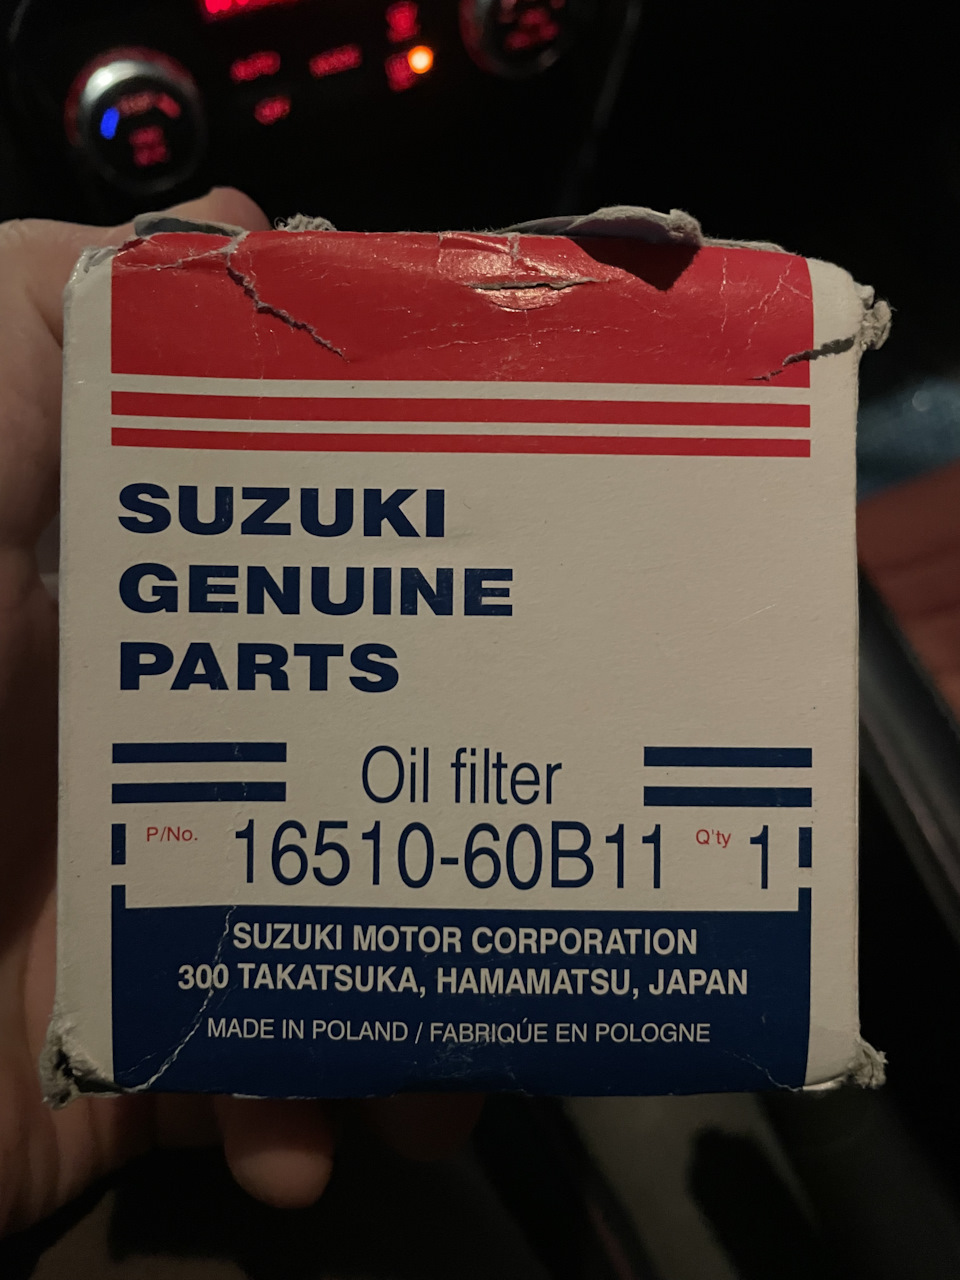 SUZUKI
GENUINE
PARTS
Oil filter
P/No. 16510-60B11 Q'ty 1
SUZUKI MOTOR CORPORATION
300 TAKATSUKA, HAMAMATSU, JAPAN
MADE IN POLAND / FABRIQÚE EN POLOGNE